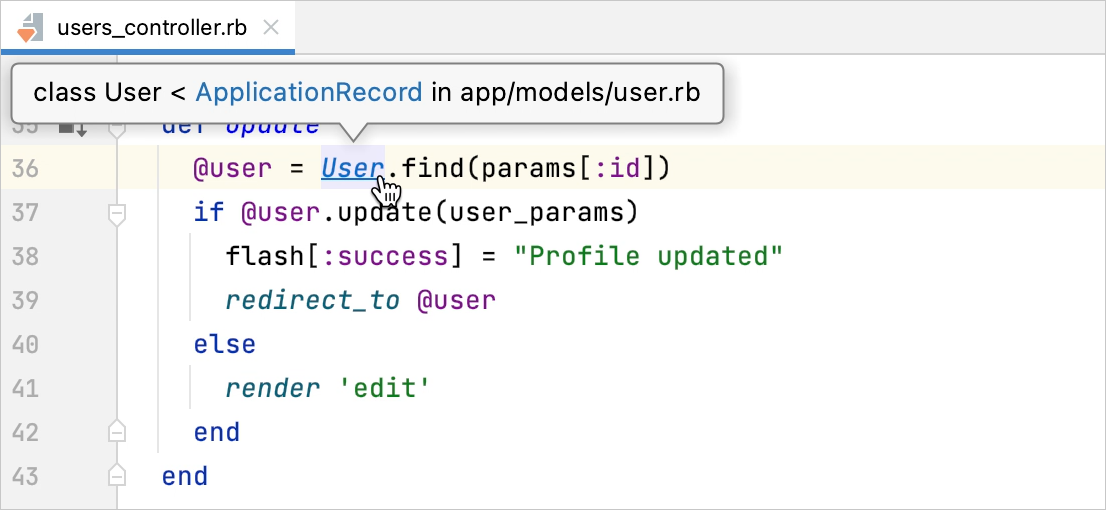 users_controller.rb
class User < ApplicationRecord in app/models/user.rb
35 def update
36 @user = User.find(params[:id])
37 if @user.update(user_params)
38 flash[:success] = "Profile updated"
39 redirect_to @user
40 else
41 render 'edit'
42 end
43 end